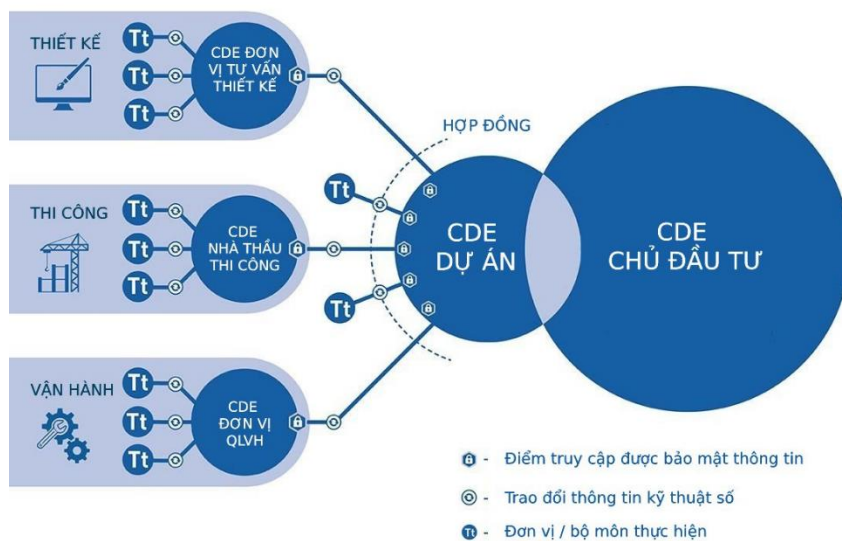 THIẾT KẾ
Tt
Tt
Tt
CDE ĐƠN
VỊ TƯ VẤN
THIẾT KẾ
HỢP ĐỒNG
THI CÔNG
Tt
Tt
Tt
CDE
NHÀ THẦU
THI CÔNG
Tt
Tt
CDE
DỰ ÁN
CDE
CHỦ ĐẦU TƯ
VẬN HÀNH
Tt
Tt
Tt
CDE
ĐƠN VỊ
QLVH
- Điểm truy cập được bảo mật thông tin
- Trao đổi thông tin kỹ thuật số
Tt - Đơn vị / bộ môn thực hiện